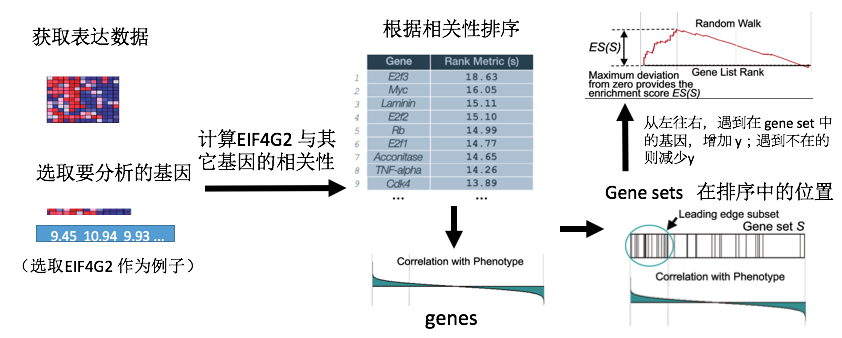 获取表达数据
选取要分析的基因
9.45 10.94 9.93 ...
（选取EIF4G2 作为例子）
计算EIF4G2 与其
它基因的相关性
根据相关性排序
Gene Rank Metric (s)
1 E2f3 18.63
2 Myc 16.05
3 Laminin 15.11
4 E2f2 15.10
5 Rb 14.99
6 E2f1 14.77
7 Aconitase 14.65
8 TNF-alpha 14.26
9 Cdk4 13.89
... ...
Correlation with Phenotype
genes
Random Walk
ES(S)
Gene List Rank
Maximum deviation
from zero provides the
enrichment score ES(S)
从左往右，遇到在 gene set 中
的基因，增加 y；遇到不在的
则减少y
Gene sets 在排序中的位置
Leading edge subset
Gene set S
Correlation with Phenotype